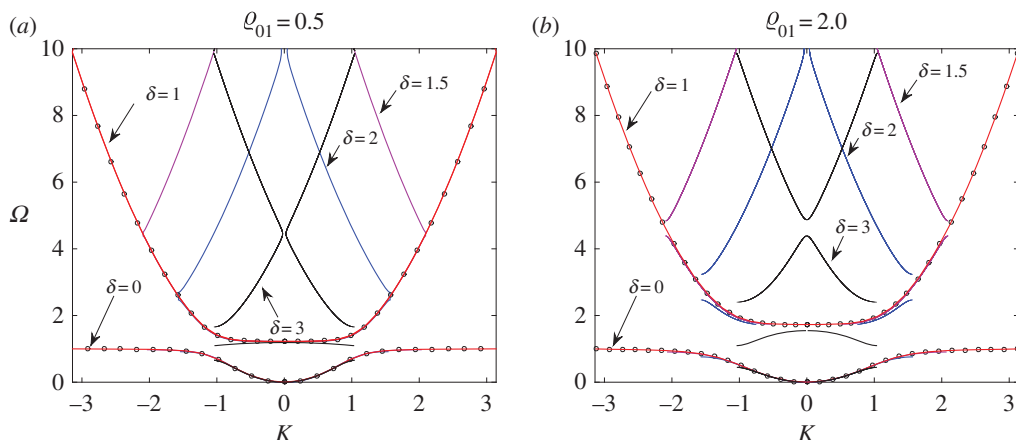 (a) ϱ01 = 0.5
10
8
6
4
2
0
Ω
δ = 1
δ = 1.5
δ = 2
δ = 0
δ = 3
−3 −2 −1 0 1 2 3
K
(b) ϱ01 = 2.0
10
8
6
4
2
0
δ = 1
δ = 1.5
δ = 2
δ = 3
δ = 0
−3 −2 −1 0 1 2 3
K